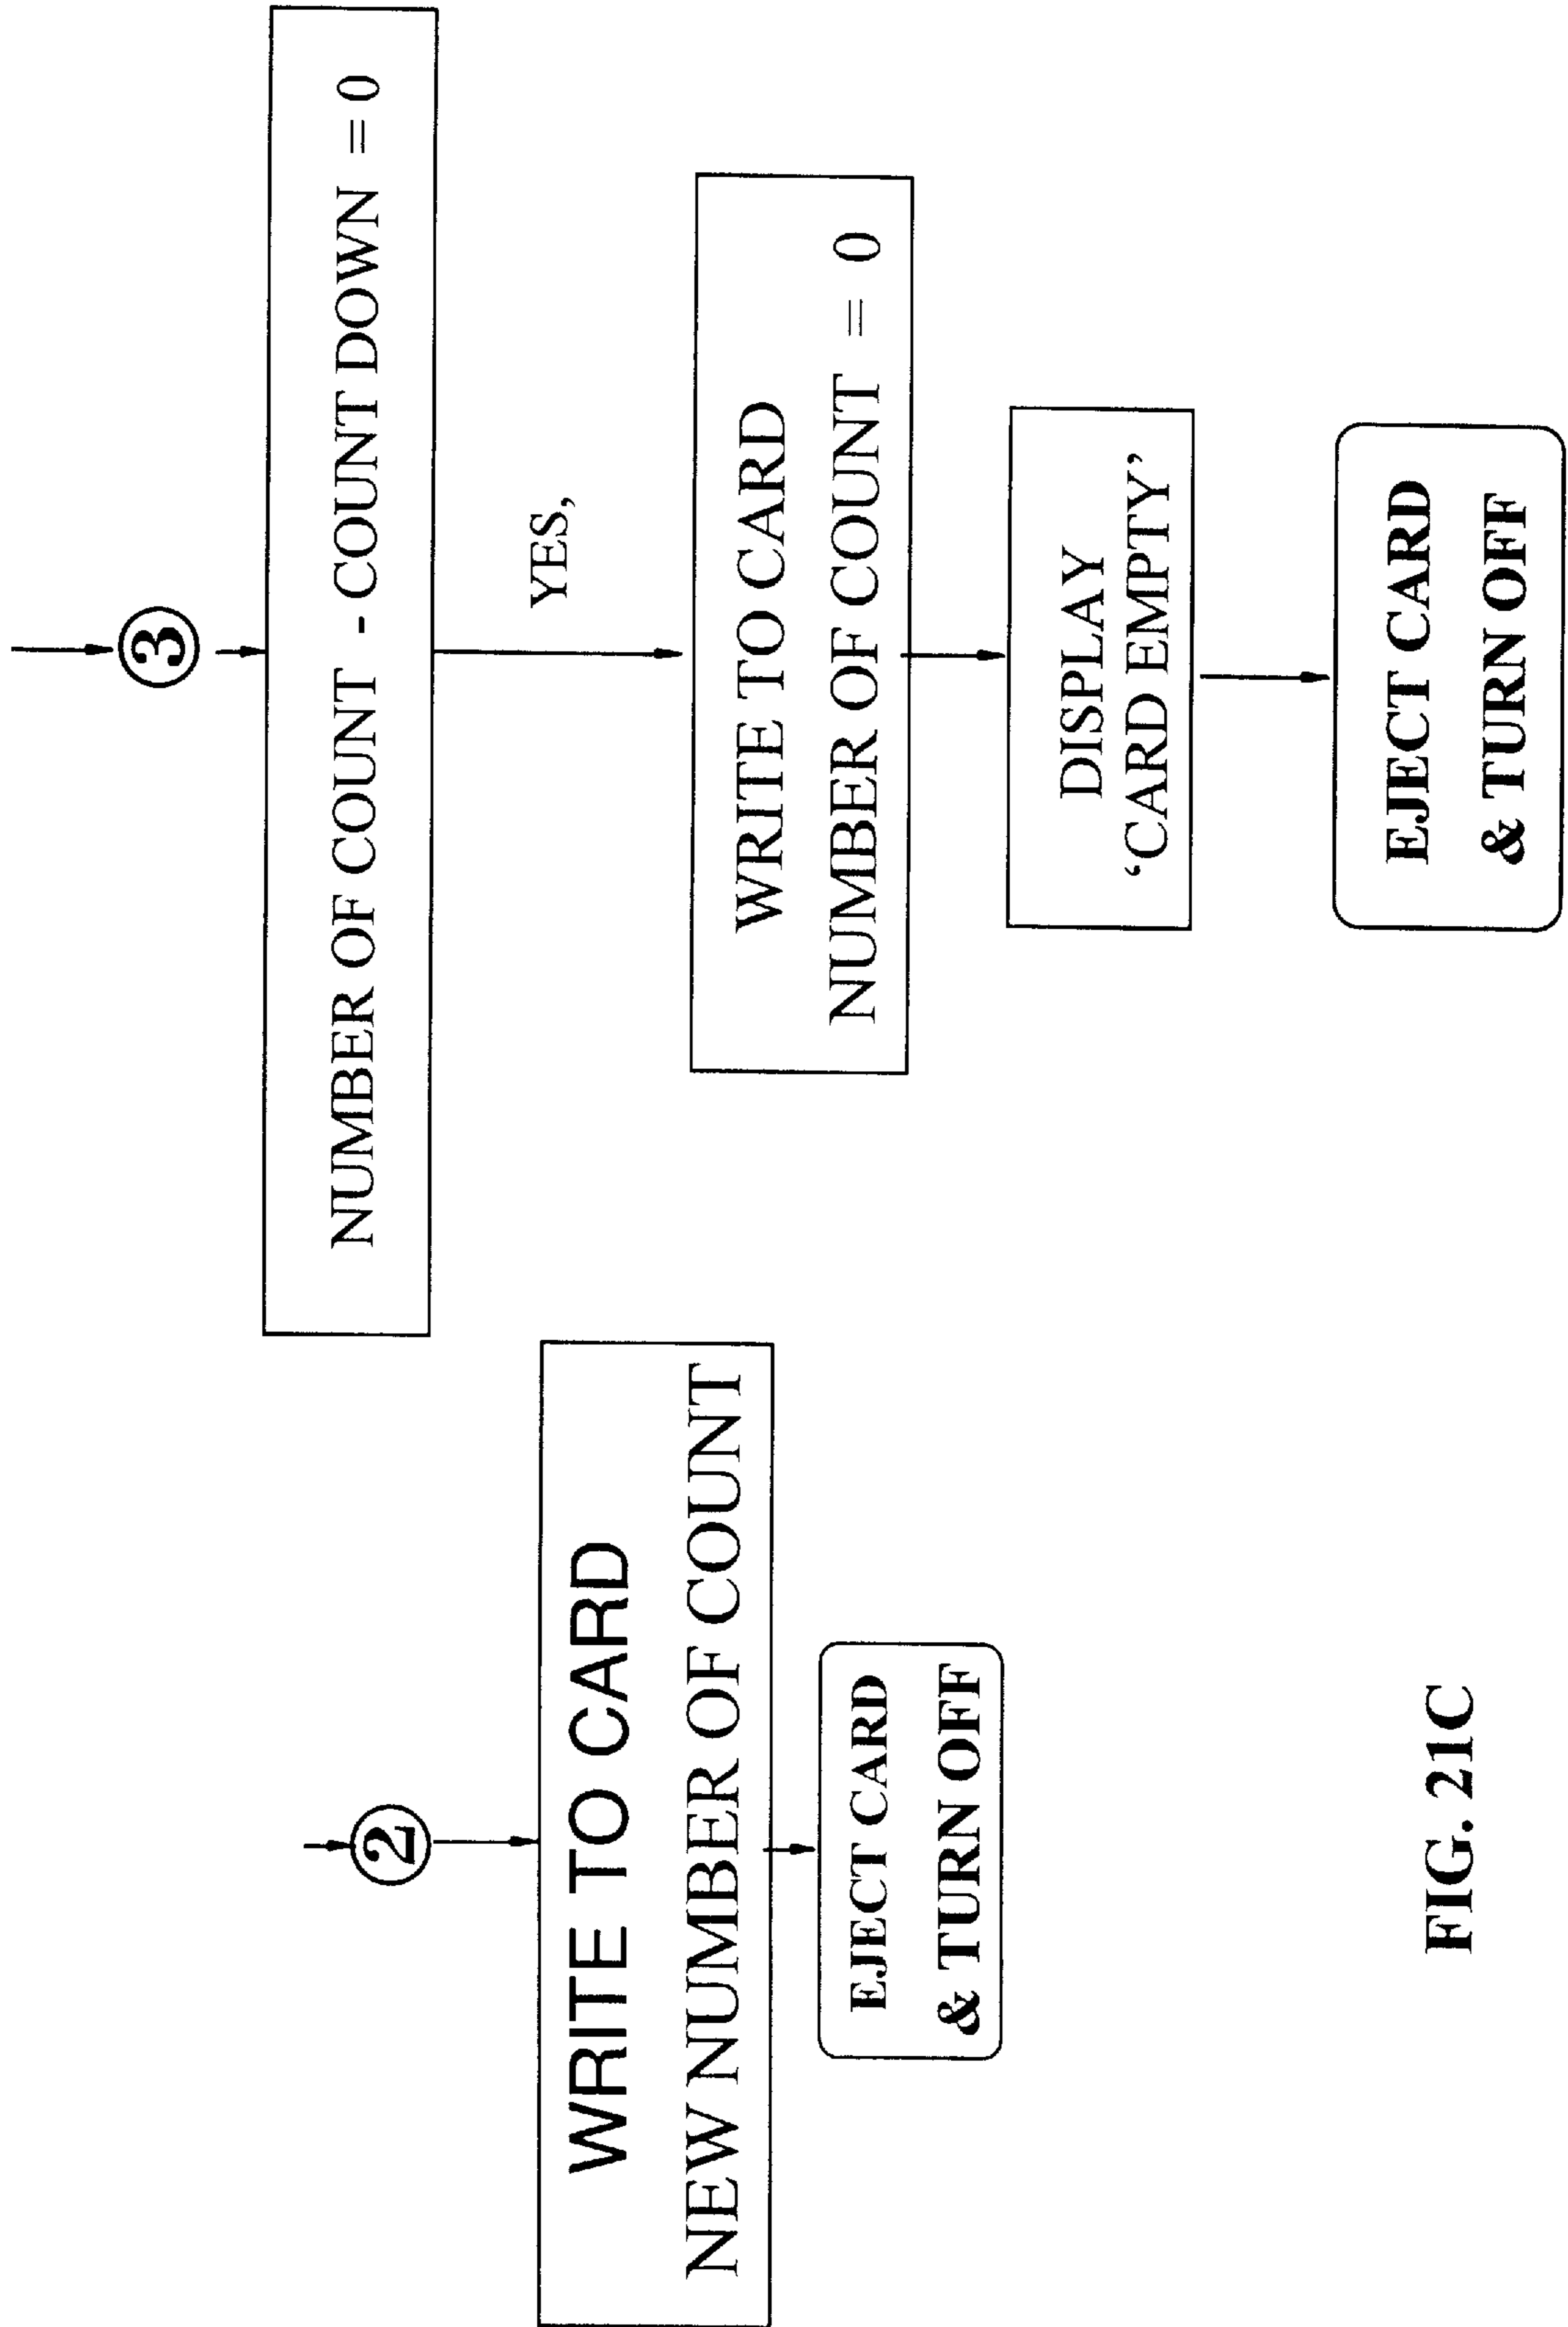 ②
WRITE TO CARD
NEW NUMBER OF COUNT
EJECT CARD
& TURN OFF
③
NUMBER OF COUNT - COUNT DOWN = 0
YES,
WRITE TO CARD
NUMBER OF COUNT = 0
DISPLAY
‘CARD EMPTY’
EJECT CARD
& TURN OFF
FIG. 21C